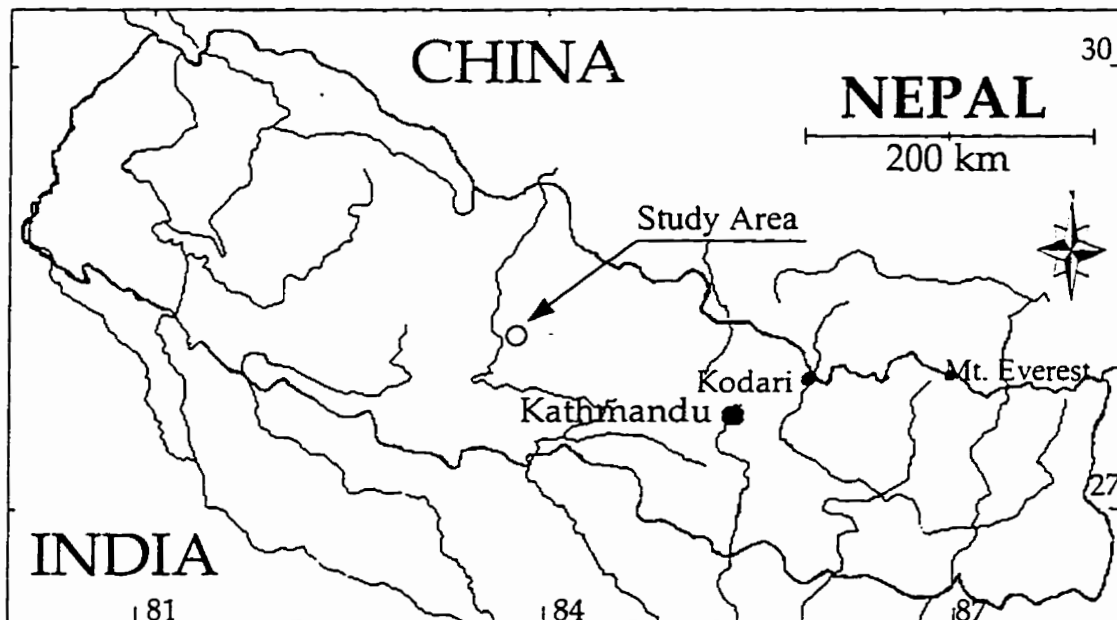 CHINA
30
NEPAL
200 km
Study Area
Kodari
Mt. Everest
Kathmandu
27
INDIA
81
84
87